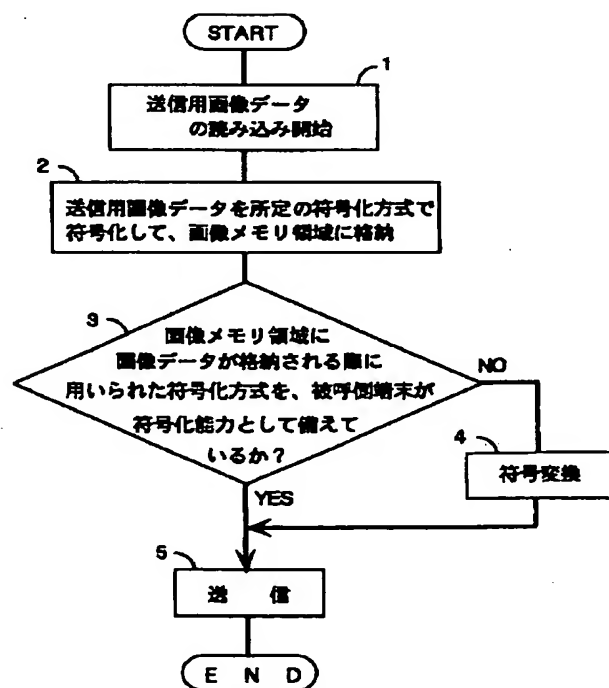 START
1
送信用画像データ
の読み込み開始
2
送信用画像データを所定の符号化方式で
符号化して、画像メモリ領域に格納
3
画像メモリ領域に
画像データが格納される際に
用いられた符号化方式を、被呼側端末が
符号化能力として備えて
いるか?
NO
4
符号変換
YES
5
送 信
E N D